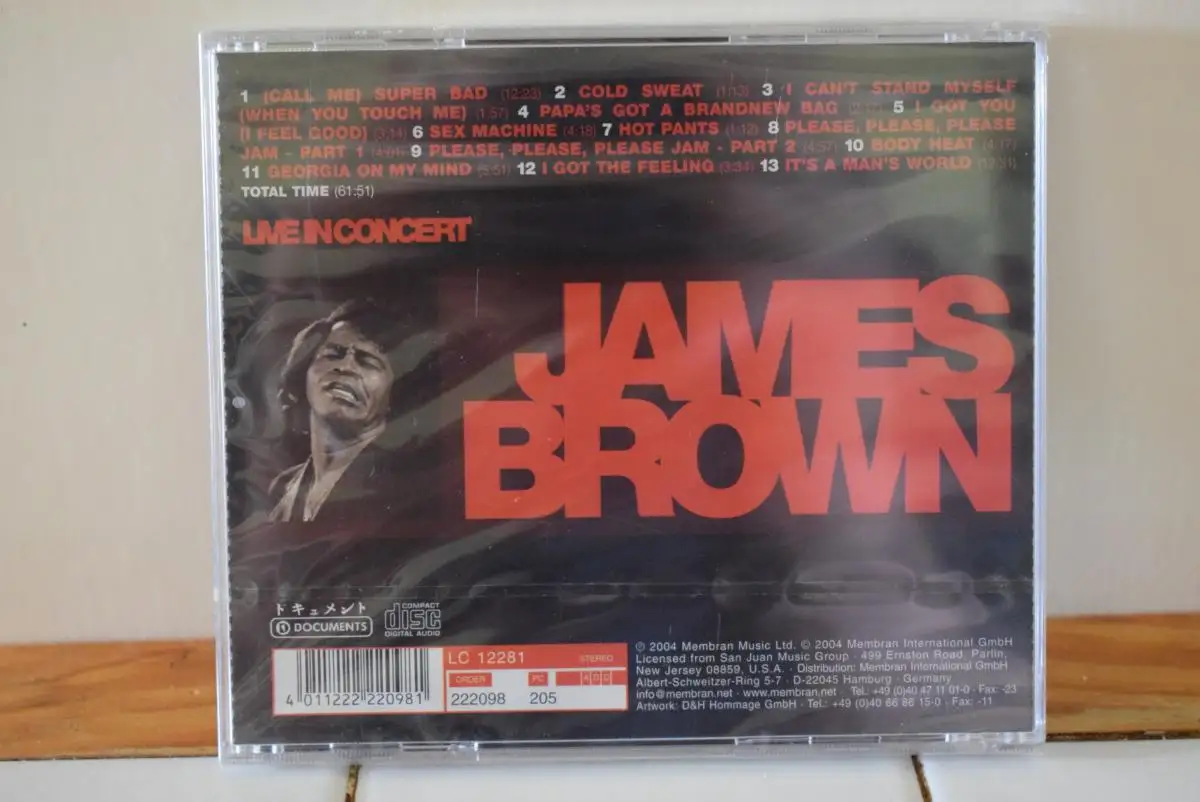 1 (CALL ME) SUPER BAD (12:23) 2 COLD SWEAT (1:13) 3 I CAN'T STAND MYSELF
(WHEN YOU TOUCH ME) (1:57) 4 PAPA'S GOT A BRANDNEW BAG 5 I GOT YOU
(I FEEL GOOD) (3:14) 6 SEX MACHINE (4:18) 7 HOT PANTS (1:12) 8 PLEASE, PLEASE, PLEASE
JAM - PART 1 9 PLEASE, PLEASE, PLEASE JAM - PART 2 (4:57) 10 BODY HEAT (4:17)
11 GEORGIA ON MY MIND (5:51) 12 I GOT THE FEELING (3:34) 13 IT'S A MAN'S WORLD (12:31)
TOTAL TIME (61:51)
LIVE IN CONCERT
JAMES
BROWN
ドキュメント
DOCUMENTS
COMPACT
disc
DIGITAL AUDIO
4 011222 220981
LC 12281 STEREO
ORDER PC ADD
222098 205
℗ 2004 Membran Music Ltd. © 2004 Membran International GmbH
Licensed from San Juan Music Group · 499 Ernston Road. Parlin,
New Jersey 08859, U.S.A. · Distribution: Membran International GmbH
Albert-Schweitzer-Ring 5-7 · D-22045 Hamburg · Germany
info@membran.net · www.membran.net · Tel.: +49 (0)40 47 11 01-0 · Fax: -23
Artwork: D&H Hommage GmbH · Tel.: +49 (0)40 66 86 15-0 · Fax: -11